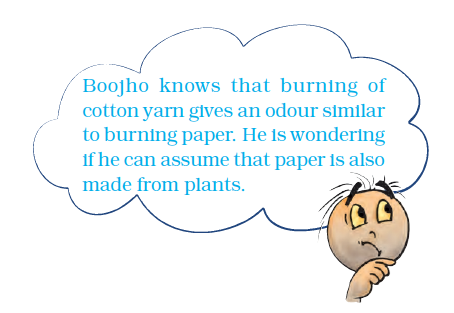 Boojho knows that burning of
cotton yarn gives an odour similar
to burning paper. He is wondering
if he can assume that paper is also
made from plants.